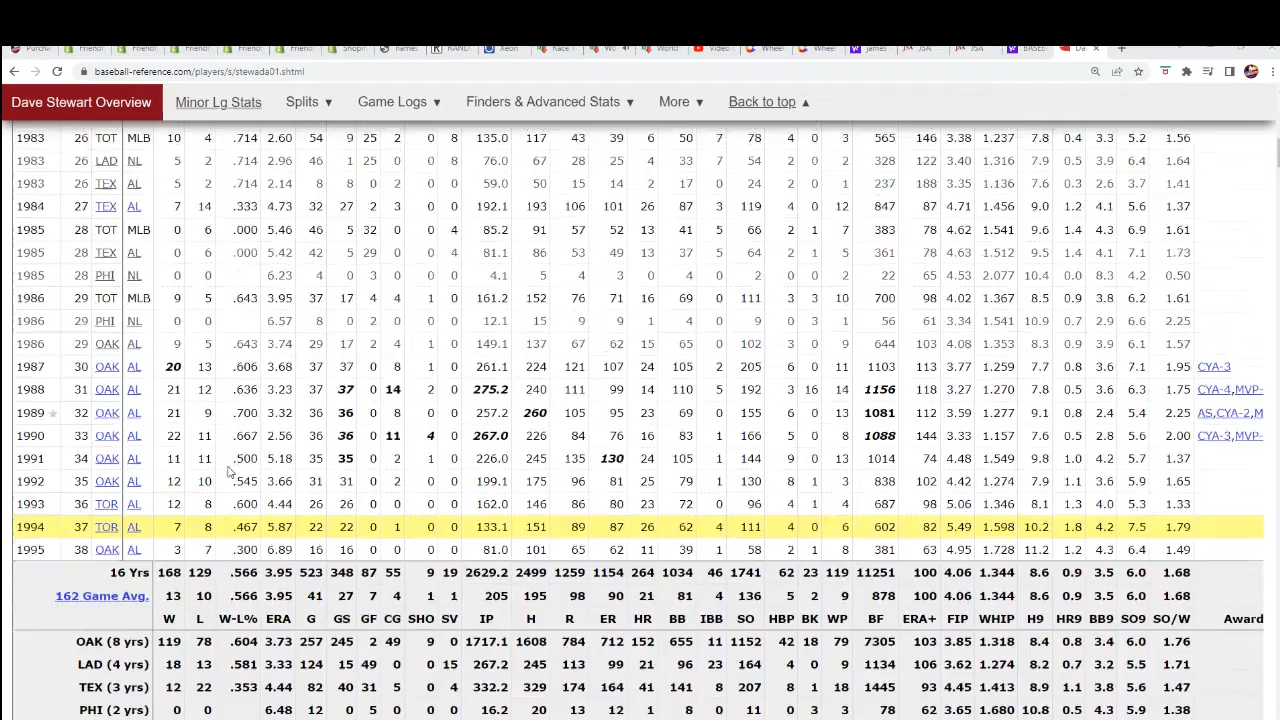 Purcha Friend! Friend! Friend! Friend! Friend! Shopif name: RAND Xeon Race Wo World Video Wheel Wheel James JSA JSA BASEB Da
baseball-reference.com/players/s/stewada01.shtml
Dave Stewart Overview Minor Lg Stats Splits ▼ Game Logs ▼ Finders & Advanced Stats ▼ More ▼ Back to top ▲
1983 26 TOT MLB 10 4 .714 2.60 54 9 25 2 0 8 135.0 117 43 39 6 50 7 78 4 0 3 565 146 3.38 1.237 7.8 0.4 3.3 5.2 1.56
1983 26 LAD NL 5 2 .714 2.96 46 1 25 0 0 8 76.0 67 28 25 4 33 7 54 2 0 2 328 122 3.40 1.316 7.9 0.5 3.9 6.4 1.64
1983 26 TEX AL 5 2 .714 2.14 8 8 0 2 0 0 59.0 50 15 14 2 17 0 24 2 0 1 237 188 3.35 1.136 7.6 0.3 2.6 3.7 1.41
1984 27 TEX AL 7 14 .333 4.73 32 27 2 3 0 0 192.1 193 106 101 26 87 3 119 4 0 12 847 87 4.71 1.456 9.0 1.2 4.1 5.6 1.37
1985 28 TOT MLB 0 6 .000 5.46 46 5 32 0 0 4 85.2 91 57 52 13 41 5 66 2 1 7 383 78 4.62 1.541 9.6 1.4 4.3 6.9 1.61
1985 28 TEX AL 0 6 .000 5.42 42 5 29 0 0 4 81.1 86 53 49 13 37 5 64 2 1 5 361 78 4.63 1.512 9.5 1.4 4.1 7.1 1.73
1985 28 PHI NL 0 0 6.23 4 0 3 0 0 0 4.1 5 4 3 0 4 0 2 0 0 2 22 65 4.53 2.077 10.4 0.0 8.3 4.2 0.50
1986 29 TOT MLB 9 5 .643 3.95 37 17 4 4 1 0 161.2 152 76 71 16 69 0 111 3 3 10 700 98 4.02 1.367 8.5 0.9 3.8 6.2 1.61
1986 29 PHI NL 0 0 6.57 8 0 2 0 0 0 12.1 15 9 9 1 4 0 9 0 3 1 56 61 3.34 1.541 10.9 0.7 2.9 6.6 2.25
1986 29 OAK AL 9 5 .643 3.74 29 17 2 4 1 0 149.1 137 67 62 15 65 0 102 3 0 9 644 103 4.08 1.353 8.3 0.9 3.9 6.1 1.57
1987 30 OAK AL 20 13 .606 3.68 37 37 0 8 1 0 261.1 224 121 107 24 105 2 205 6 0 11 1103 113 3.77 1.259 7.7 0.8 3.6 7.1 1.95 CYA-3
1988 31 OAK AL 21 12 .636 3.23 37 37 0 14 2 0 275.2 240 111 99 14 110 5 192 3 16 14 1156 118 3.27 1.270 7.8 0.5 3.6 6.3 1.75 CYA-4,MVP-
1989 32 OAK AL 21 9 .700 3.32 36 36 0 8 0 0 257.2 260 105 95 23 69 0 155 6 0 13 1081 112 3.59 1.277 9.1 0.8 2.4 5.4 2.25 AS,CYA-2,M
1990 33 OAK AL 22 11 .667 2.56 36 36 0 11 4 0 267.0 226 84 76 16 83 1 166 5 0 8 1088 144 3.33 1.157 7.6 0.5 2.8 5.6 2.00 CYA-3,MVP-
1991 34 OAK AL 11 11 .500 5.18 35 35 0 2 1 0 226.0 245 135 130 24 105 1 144 9 0 13 1014 74 4.48 1.549 9.8 1.0 4.2 5.7 1.37
1992 35 OAK AL 12 10 .545 3.66 31 31 0 2 0 0 199.1 175 96 81 25 79 1 130 8 1 3 838 102 4.42 1.274 7.9 1.1 3.6 5.9 1.65
1993 36 TOR AL 12 8 .600 4.44 26 26 0 0 0 0 162.0 146 86 80 23 72 0 96 4 1 4 687 98 5.06 1.346 8.1 1.3 4.0 5.3 1.33
1994 37 TOR AL 7 8 .467 5.87 22 22 0 1 0 0 133.1 151 89 87 26 62 4 111 4 0 6 602 82 5.49 1.598 10.2 1.8 4.2 7.5 1.79
1995 38 OAK AL 3 7 .300 6.89 16 16 0 0 0 0 81.0 101 65 62 11 39 1 58 2 1 8 381 63 4.95 1.728 11.2 1.2 4.3 6.4 1.49
16 Yrs 168 129 .566 3.95 523 348 87 55 9 19 2629.2 2499 1259 1154 264 1034 46 1741 62 23 119 11251 100 4.06 1.344 8.6 0.9 3.5 6.0 1.68
162 Game Avg. 13 10 .566 3.95 41 27 7 4 1 1 205 195 98 90 21 81 4 136 5 2 9 878 100 4.06 1.344 8.6 0.9 3.5 6.0 1.68
W L W-L% ERA G GS GF CG SHO SV IP H R ER HR BB IBB SO HBP BK WP BF ERA+ FIP WHIP H9 HR9 BB9 SO9 SO/W Award
OAK (8 yrs) 119 78 .604 3.73 257 245 2 49 9 0 1717.1 1608 784 712 152 655 11 1152 42 18 79 7305 103 3.85 1.318 8.4 0.8 3.4 6.0 1.76
LAD (4 yrs) 18 13 .581 3.33 124 15 49 0 0 15 267.2 245 113 99 21 96 23 164 4 0 9 1134 106 3.62 1.274 8.2 0.7 3.2 5.5 1.71
TEX (3 yrs) 12 22 .353 4.44 82 40 31 5 0 4 332.2 329 174 164 41 141 8 207 8 1 18 1445 93 4.45 1.413 8.9 1.1 3.8 5.6 1.47
PHI (2 yrs) 0 0 6.48 12 0 5 0 0 0 16.2 20 13 12 1 8 0 11 0 3 3 78 62 3.65 1.680 10.8 0.5 4.3 5.9 1.38